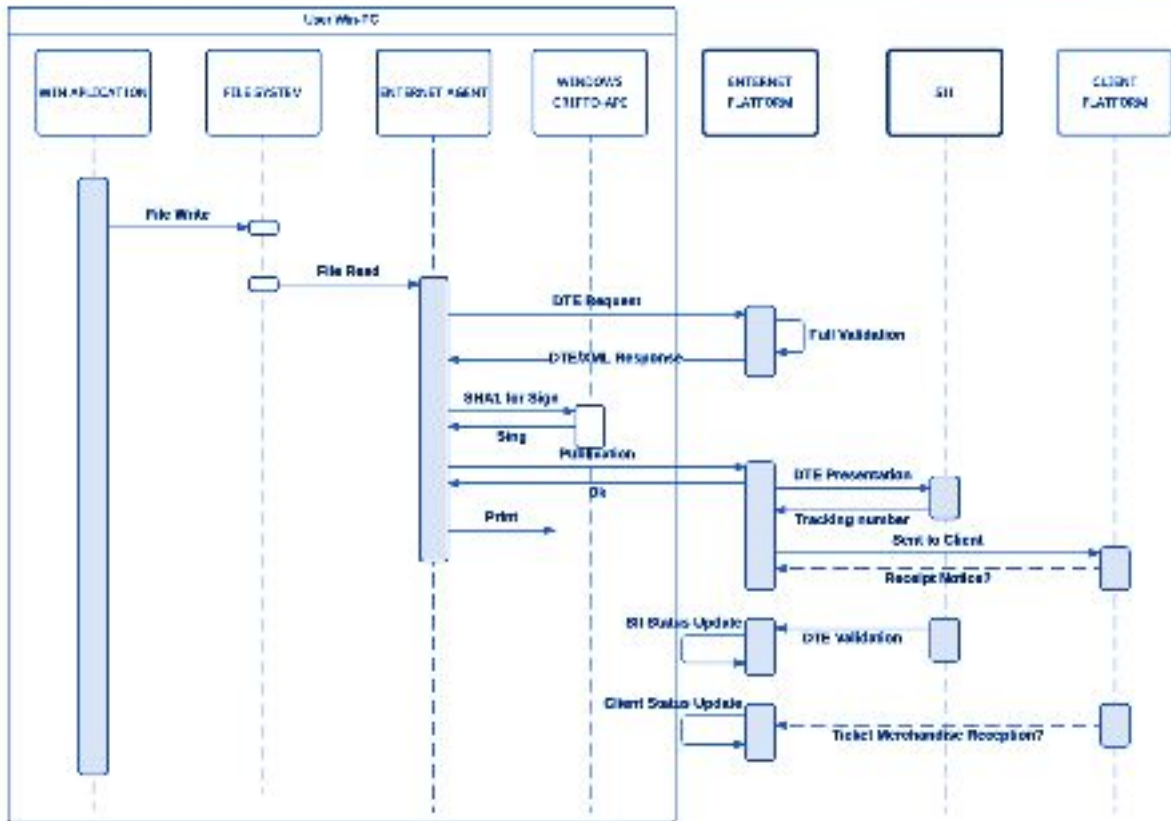 User Win-PC
WIN APLICATION
FILE SYSTEM
ENTERNET AGENT
WINDOWS
CRIPTO-APC
ENTERNET
PLATFORM
SII
CLIENT
PLATFORM
File Write
File Read
DTE Request
Full Validation
DTE/XML Response
SHA1 for Sign
Sing
Publication
DTE Presentation
Ok
Print
Tracking number
Sent to Client
Receipt Notice?
SII Status Update
DTE Validation
Client Status Update
Ticket Merchandise Reception?